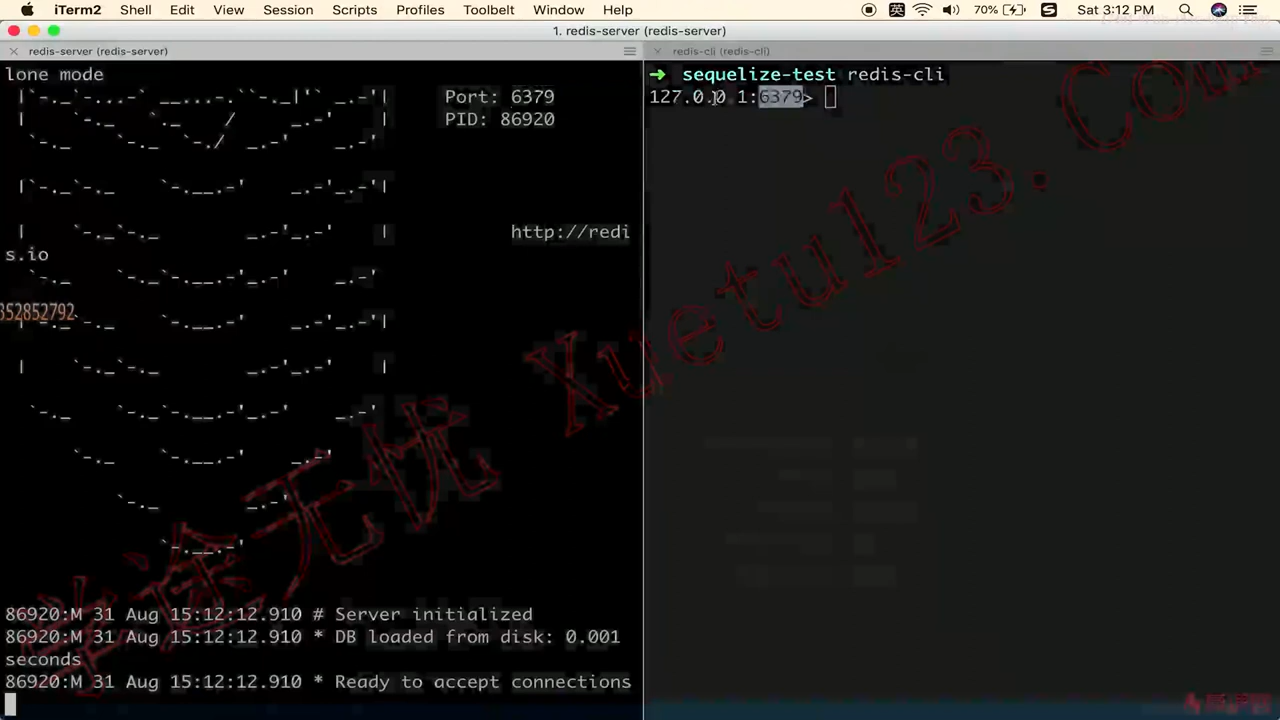 iTerm2 Shell Edit View Session Scripts Profiles Toolbelt Window Help 英 70% S Sat 3:12 PM
1. redis-server (redis-server)
redis-server (redis-server)
redis-cli (redis-cli)
lone mode
Port: 6379
PID: 86920
http://redi
s.io
352852792
86920:M 31 Aug 15:12:12.910 # Server initialized
86920:M 31 Aug 15:12:12.910 * DB loaded from disk: 0.001
seconds
86920:M 31 Aug 15:12:12.910 * Ready to accept connections
➜ sequelize-test redis-cli
127.0.0.1:6379>
学途无忧 Xuetu123.Com